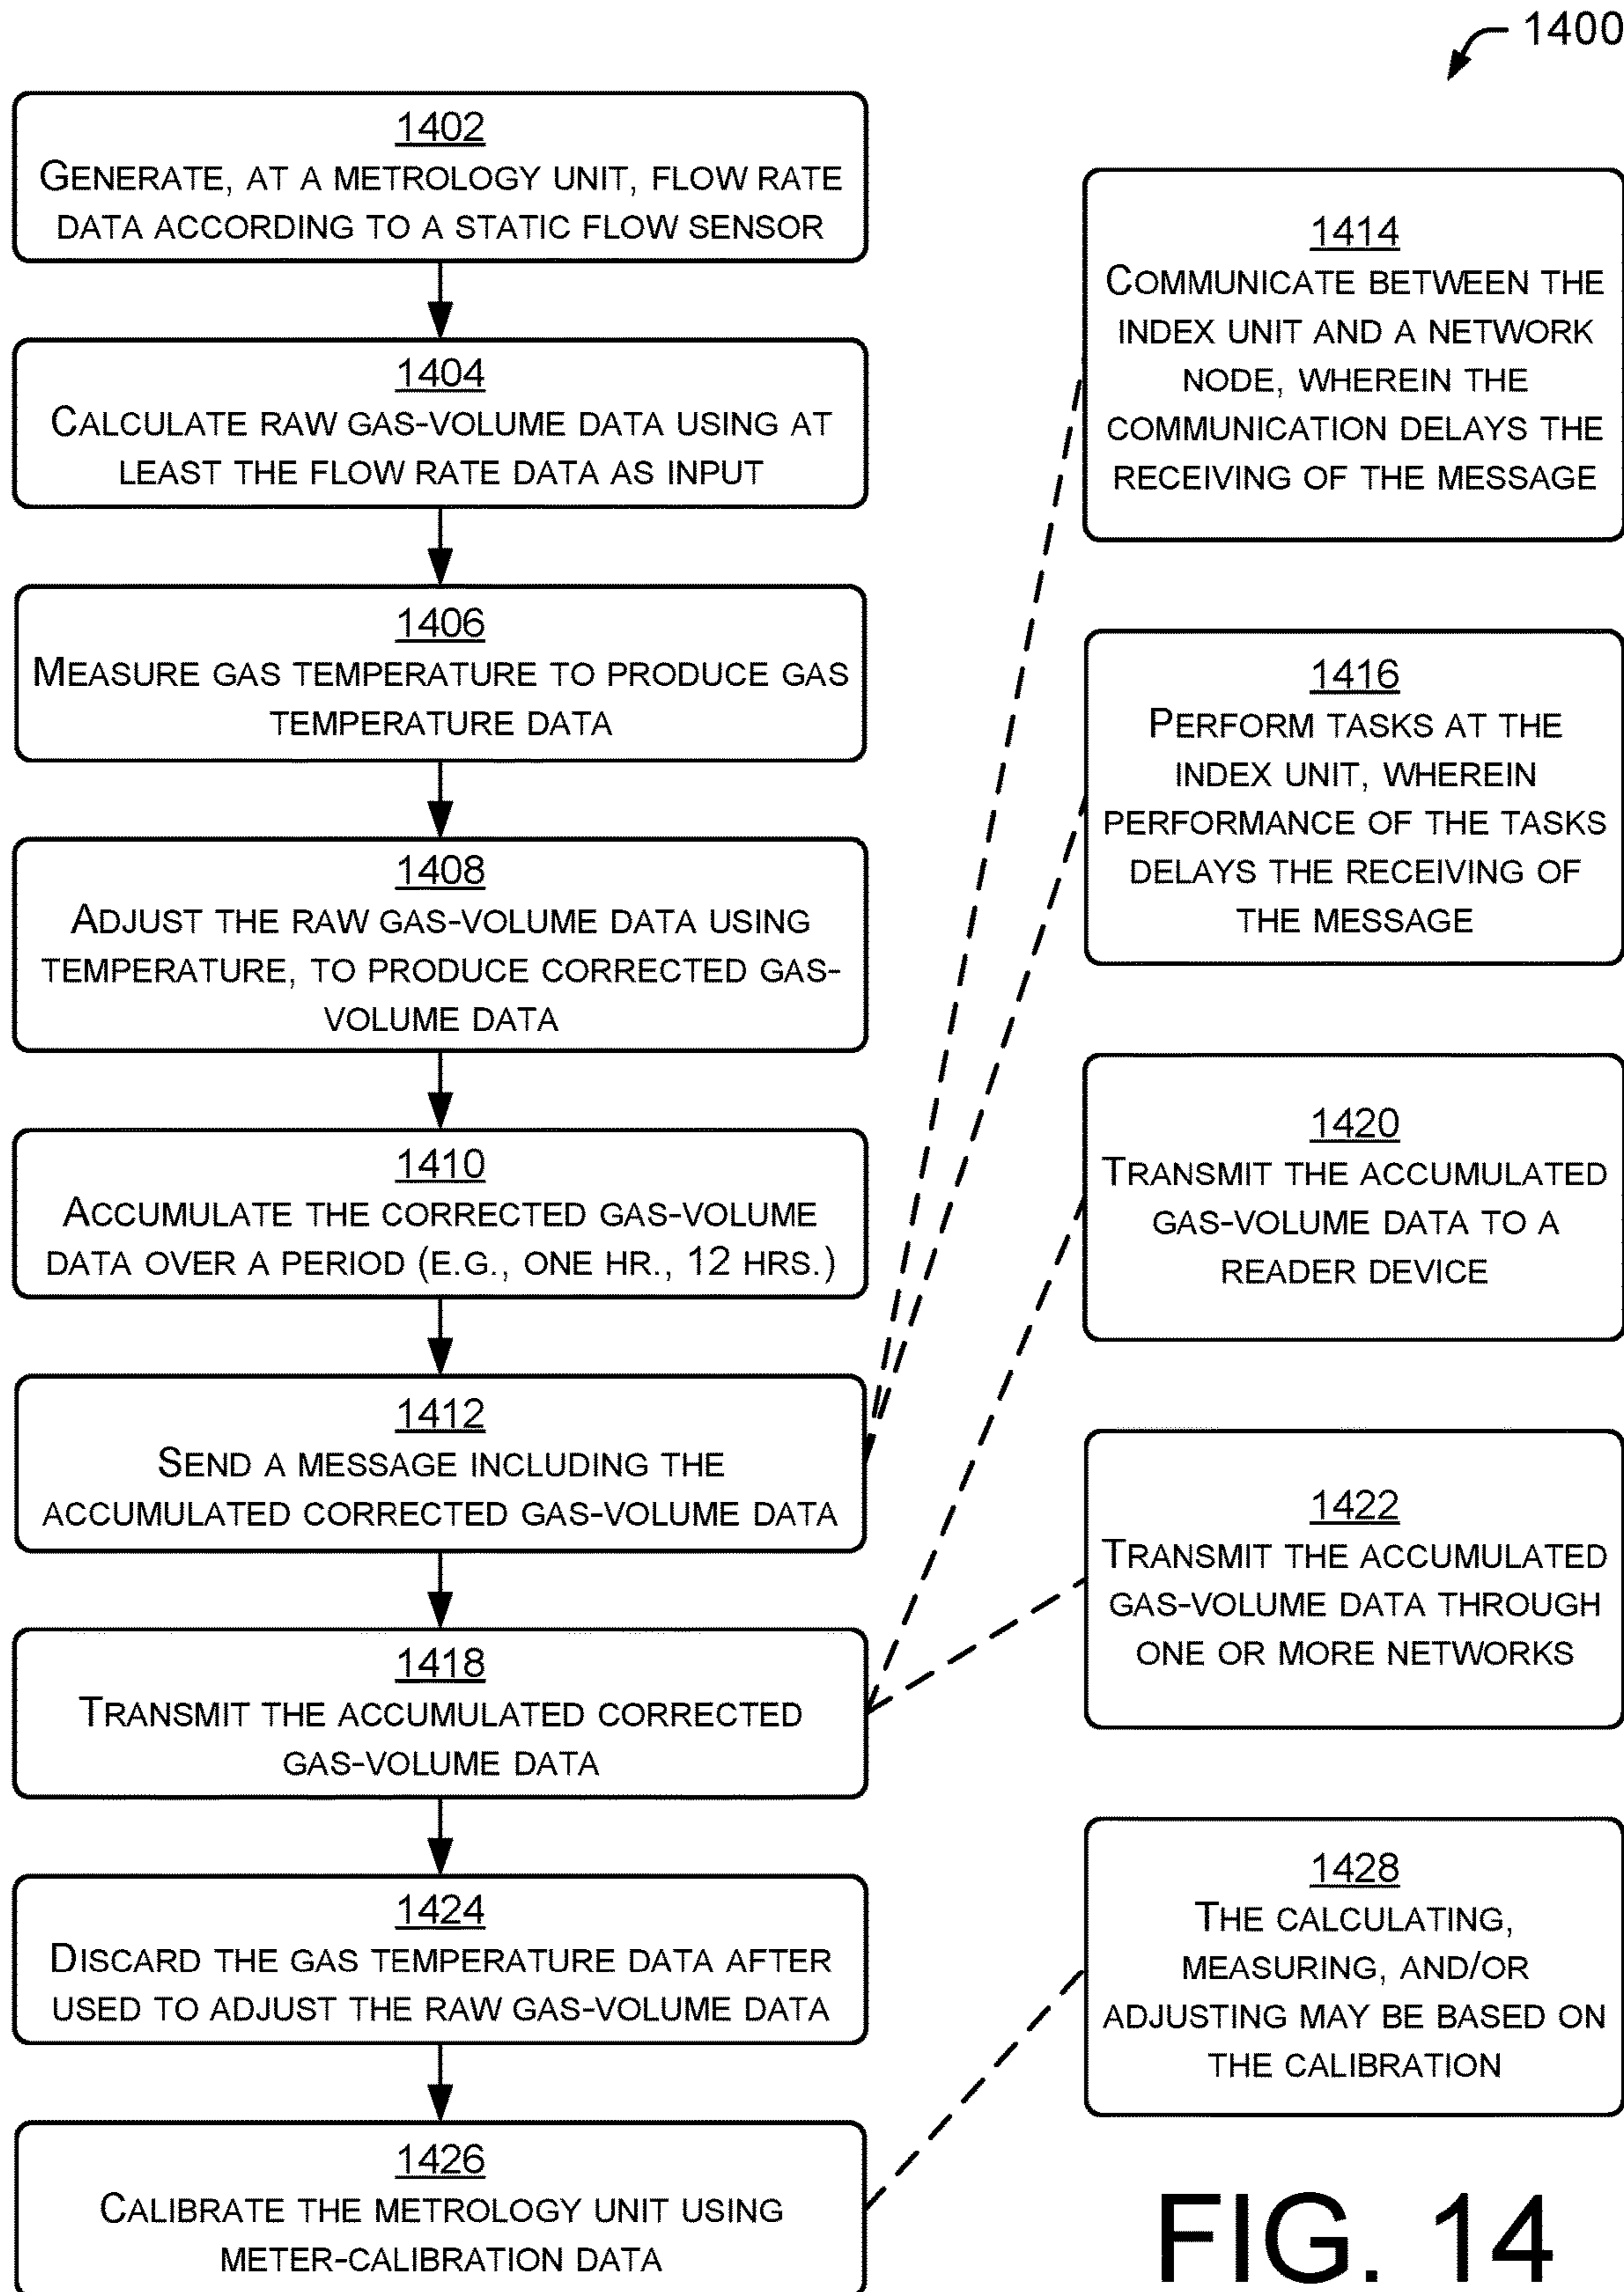 1400
1402
GENERATE, AT A METROLOGY UNIT, FLOW RATE
DATA ACCORDING TO A STATIC FLOW SENSOR
1404
CALCULATE RAW GAS-VOLUME DATA USING AT
LEAST THE FLOW RATE DATA AS INPUT
1406
MEASURE GAS TEMPERATURE TO PRODUCE GAS
TEMPERATURE DATA
1408
ADJUST THE RAW GAS-VOLUME DATA USING
TEMPERATURE, TO PRODUCE CORRECTED GAS-
VOLUME DATA
1410
ACCUMULATE THE CORRECTED GAS-VOLUME
DATA OVER A PERIOD (E.G., ONE HR., 12 HRS.)
1412
SEND A MESSAGE INCLUDING THE
ACCUMULATED CORRECTED GAS-VOLUME DATA
1418
TRANSMIT THE ACCUMULATED CORRECTED
GAS-VOLUME DATA
1424
DISCARD THE GAS TEMPERATURE DATA AFTER
USED TO ADJUST THE RAW GAS-VOLUME DATA
1426
CALIBRATE THE METROLOGY UNIT USING
METER-CALIBRATION DATA
1414
COMMUNICATE BETWEEN THE
INDEX UNIT AND A NETWORK
NODE, WHEREIN THE
COMMUNICATION DELAYS THE
RECEIVING OF THE MESSAGE
1416
PERFORM TASKS AT THE
INDEX UNIT, WHEREIN
PERFORMANCE OF THE TASKS
DELAYS THE RECEIVING OF
THE MESSAGE
1420
TRANSMIT THE ACCUMULATED
GAS-VOLUME DATA TO A
READER DEVICE
1422
TRANSMIT THE ACCUMULATED
GAS-VOLUME DATA THROUGH
ONE OR MORE NETWORKS
1428
THE CALCULATING,
MEASURING, AND/OR
ADJUSTING MAY BE BASED ON
THE CALIBRATION
FIG. 14